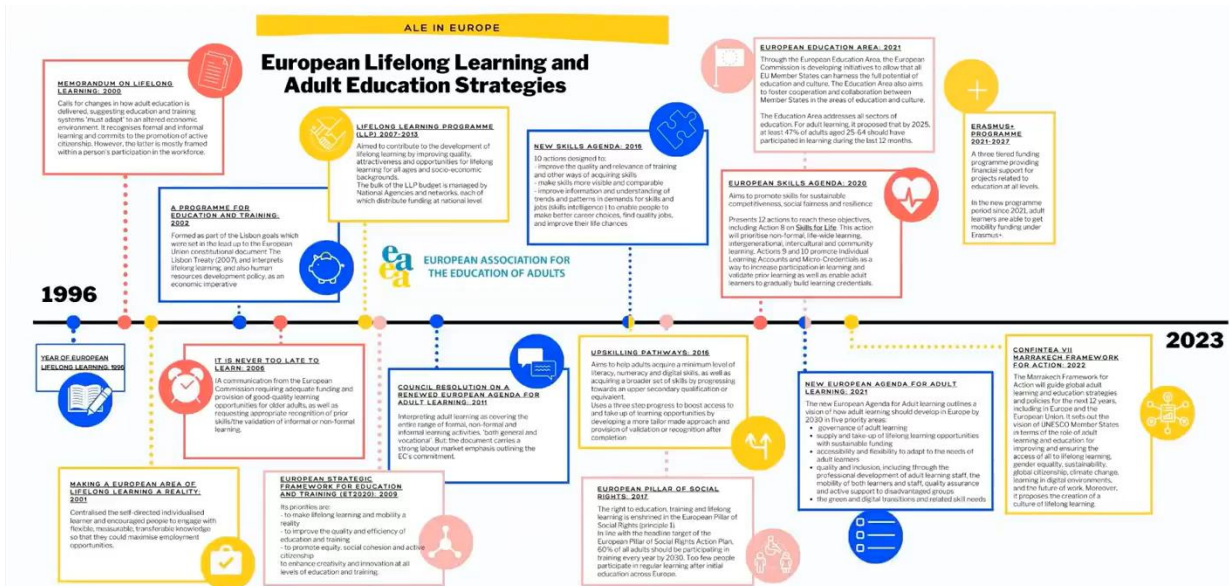 ALE IN EUROPE
European Lifelong Learning and
Adult Education Strategies
MEMORANDUM ON LIFELONG
LEARNING: 2000
Calls for changes in how adult education is
delivered, suggesting education and training
systems 'must adapt' to an altered economic
environment. It recognises formal and informal
learning and commits to the promotion of active
citizenship. However, the latter is mostly framed
within a person's participation in the workforce.
A PROGRAMME FOR
EDUCATION AND TRAINING:
2002
Formed as part of the Lisbon goals which
were set in the lead up to the European
Union constitutional document The
Lisbon Treaty (2007), and interprets
lifelong learning, and also human
resources development policy, as an
economic imperative
LIFELONG LEARNING PROGRAMME
(LLP) 2007-2013
Aimed to contribute to the development of
lifelong learning by improving quality,
attractiveness and opportunities for lifelong
learning for all ages and socio-economic
backgrounds.
The bulk of the LLP budget is managed by
National Agencies and networks, each of
which distribute funding at national level.
eaea
EUROPEAN ASSOCIATION FOR
THE EDUCATION OF ADULTS
NEW SKILLS AGENDA: 2016
10 actions designed to:
- improve the quality and relevance of training
and other ways of acquiring skills
- make skills more visible and comparable
- improve information and understanding of
trends and patterns in demands for skills and
jobs (skills intelligence ) to enable people to
make better career choices, find quality jobs,
and improve their life chances
EUROPEAN EDUCATION AREA: 2021
Through the European Education Area, the European
Commission is developing initiatives to allow that all
EU Member States can harness the full potential of
education and culture. The Education Area also aims
to foster cooperation and collaboration between
Member States in the areas of education and culture.
The Education Area addresses all sectors of
education. For adult learning, it proposed that by 2025,
at least 47% of adults aged 25-64 should have
participated in learning during the last 12 months.
EUROPEAN SKILLS AGENDA: 2020
Aims to promote skills for sustainable
competitiveness, social fairness and resilience
Presents 12 actions to reach these objectives,
including Action 8 on Skills for Life. This action
will prioritise non-formal, life-wide learning,
intergenerational, intercultural and community
learning. Actions 9 and 10 promote Individual
Learning Accounts and Micro-Credentials as a
way to increase participation in learning and
validate prior learning as well as enable adult
learners to gradually build learning credentials.
ERASMUS+
PROGRAMME
2021-2027
A three tiered funding
programme providing
financial support for
projects related to
education at all levels.
In the new programme
period since 2021, adult
learners are able to get
mobility funding under
Erasmus+.
1996
2023
YEAR OF EUROPEAN
LIFELONG LEARNING: 1996
IT IS NEVER TOO LATE TO
LEARN: 2006
IA communication from the European
Commission requiring adequate funding and
provision of good-quality learning
opportunities for older adults, as well as
requesting appropriate recognition of prior
skills/the validation of informal or non-formal
learning.
MAKING A EUROPEAN AREA OF
LIFELONG LEARNING A REALITY:
2001
Centralised the self-directed individualised
learner and encouraged people to engage with
flexible, measurable, transferable knowledge
so that they could maximise employment
opportunities.
EUROPEAN STRATEGIC
FRAMEWORK FOR EDUCATION
AND TRAINING (ET2020): 2009
Its priorities are:
- to make lifelong learning and mobility a
reality
- to improve the quality and efficiency of
education and training
- to promote equity, social cohesion and active
citizenship
to enhance creativity and innovation at all
levels of education and training.
COUNCIL RESOLUTION ON A
RENEWED EUROPEAN AGENDA FOR
ADULT LEARNING: 2011
Interpreting adult learning as covering the
entire range of formal, non-formal and
informal learning activities, 'both general and
vocational'. But: the document carries a
strong labour market emphasis outlining the
EC's commitment.
UPSKILLING PATHWAYS: 2016
Aims to help adults acquire a minimum level of
literacy, numeracy and digital skills, as well as
acquiring a broader set of skills by progressing
towards an upper secondary qualification or
equivalent.
Uses a three step progress to boost access to
and take up of learning opportunities by
developing a more tailor made approach and
provision of validation or recognition after
completion
EUROPEAN PILLAR OF SOCIAL
RIGHTS: 2017
The right to education, training and lifelong
learning is enshrined in the European Pillar of
Social Rights (principle 1).
In line with the headline target of the
European Pillar of Social Rights Action Plan,
60% of all adults should be participating in
training every year by 2030. Too few people
participate in regular learning after initial
education across Europe.
NEW EUROPEAN AGENDA FOR ADULT
LEARNING: 2021
The new European Agenda for Adult learning outlines a
vision of how adult learning should develop in Europe by
2030 in five priority areas:
• governance of adult learning
• supply and take-up of lifelong learning opportunities
with sustainable funding
• accessibility and flexibility to adapt to the needs of
adult learners
• quality and inclusion, including through the
professional development of adult learning staff, the
mobility of both learners and staff, quality assurance
and active support to disadvantaged groups
• the green and digital transitions and related skill needs
CONFINTEA VII
MARRAKECH FRAMEWORK
FOR ACTION: 2022
The Marrakech Framework for
Action will guide global adult
learning and education strategies
and policies for the next 12 years,
including in Europe and the
European Union. It sets out the
vision of UNESCO Member States
in terms of the role of adult
learning and education: for
improving and ensuring the
access of all to lifelong learning,
gender equality, sustainability,
global citizenship, climate change,
learning in digital environments,
and the future of work. Moreover,
it proposes the creation of a
culture of lifelong learning.